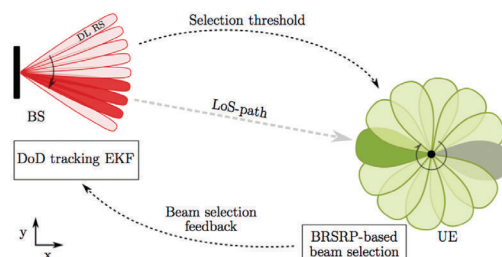 Selection threshold
DL RS
BS
LoS-path
DoD tracking EKF
Beam selection
feedback
UE
BRSRP-based
beam selection
y
x